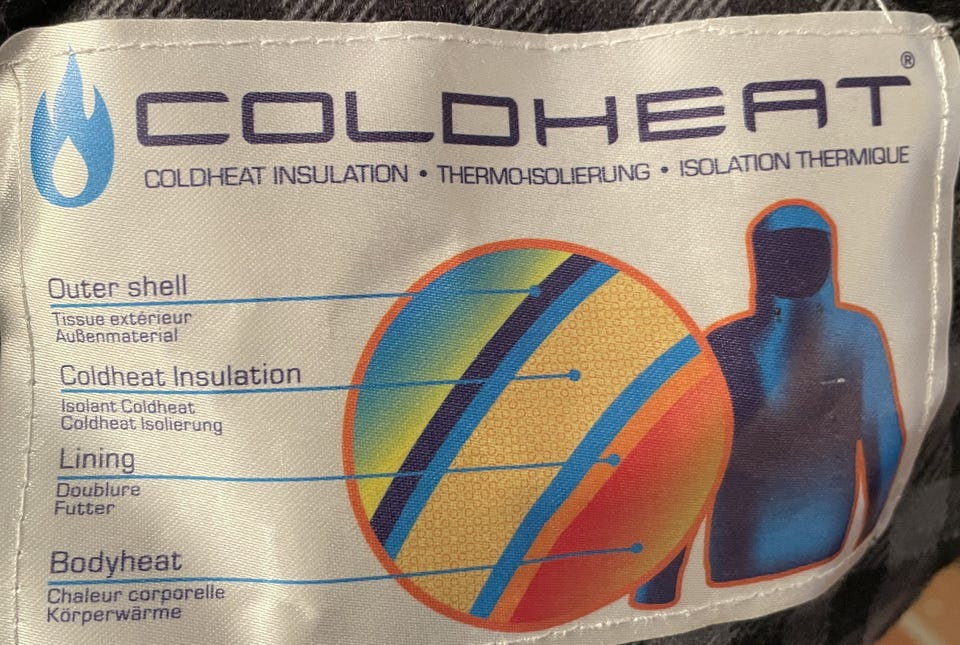 COLDHEAT®
COLDHEAT INSULATION • THERMO-ISOLIERUNG • ISOLATION THERMIQUE
Outer shell
Tissue extérieur
Außenmaterial
Coldheat Insulation
Isolant Coldheat
Coldheat Isolierung
Lining
Doublure
Futter
Bodyheat
Chaleur corporelle
Körperwärme